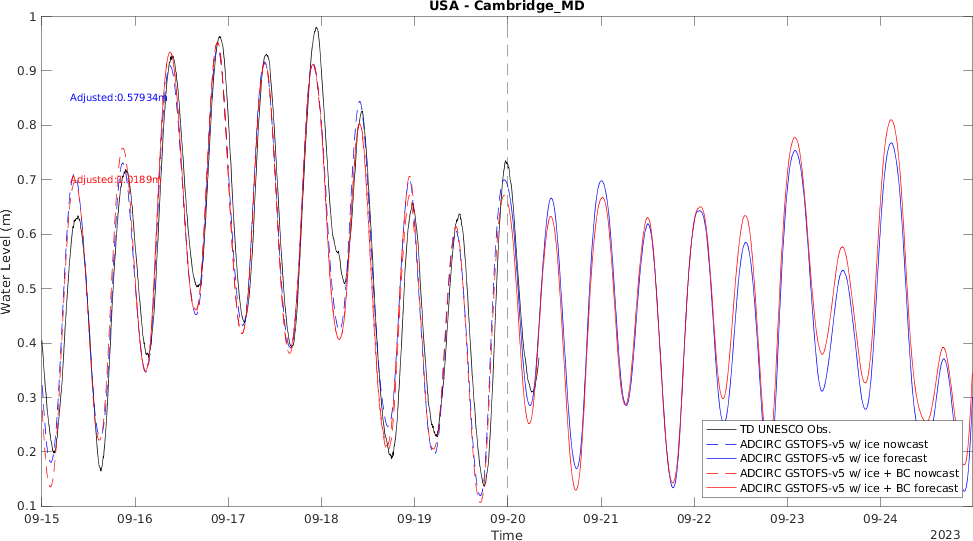 USA - Cambridge_MD
1
0.9
0.8
0.7
0.6
0.5
0.4
0.3
0.2
0.1
Water Level (m)
Adjusted:0.57934m
Adjusted:1.0189m
TD UNESCO Obs.
ADCIRC GSTOFS-v5 w/ ice nowcast
ADCIRC GSTOFS-v5 w/ ice forecast
ADCIRC GSTOFS-v5 w/ ice + BC nowcast
ADCIRC GSTOFS-v5 w/ ice + BC forecast
09-15 09-16 09-17 09-18 09-19 09-20 09-21 09-22 09-23 09-24
Time
2023